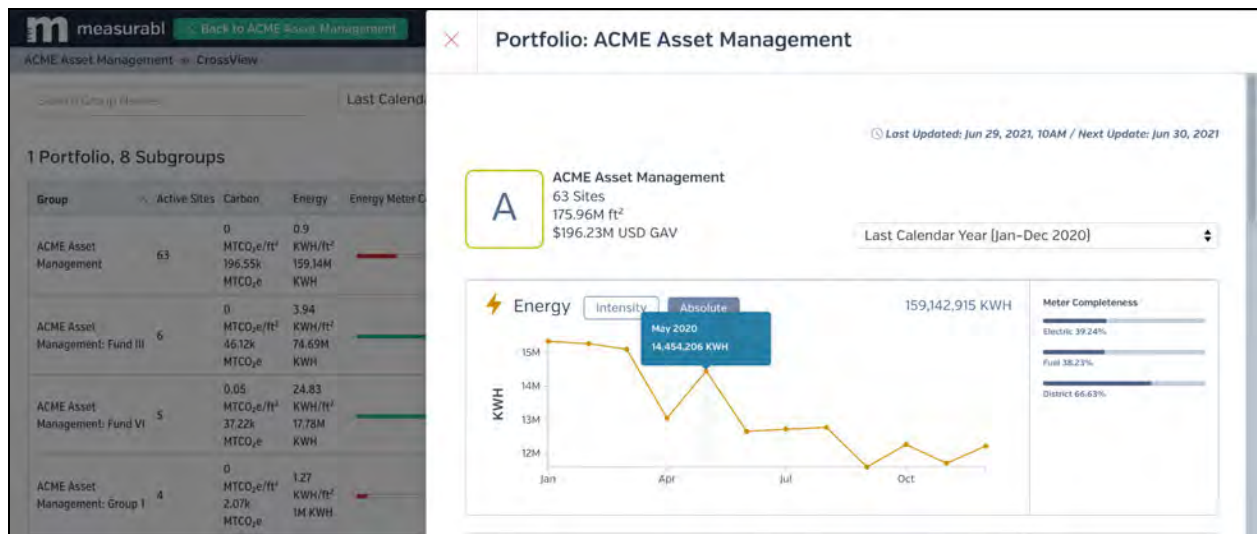 measurabl
Back to ACME Asset Management
Portfolio: ACME Asset Management
ACME Asset Management
CrossView
Search Group Names
Last Calend
Last Updated: Jun 29, 2021, 10AM / Next Update: Jun 30, 2021
1 Portfolio, 8 Subgroups
A
ACME Asset Management
63 Sites
175.96M ft²
$196.23M USD GAV
Last Calendar Year (Jan-Dec 2020)
Group Active Sites Carbon Energy Energy Meter C
ACME Asset
Management
63
0
MTCO₂e/ft²
196.55k
MTCO₂e
0.9
KWH/ft²
159.14M
KWH
ACME Asset
Management: Fund III
6
0
MTCO₂e/ft²
46.12k
MTCO₂e
3.94
KWH/ft²
74.69M
KWH
ACME Asset
Management: Fund VI
5
0.05
MTCO₂e/ft²
37.22k
MTCO₂e
24.83
KWH/ft²
17.78M
KWH
ACME Asset
Management: Group 1
4
0
MTCO₂e/ft²
2.07k
MTCO₂e
1.27
KWH/ft²
1M KWH
Energy Intensity Absolute 159,142,915 KWH
May 2020
14,454,206 KWH
KWH
15M
14M
13M
12M
Jan Apr Jul Oct
Meter Completeness
Electric 39.24%
Fuel 38.23%
District 66.63%